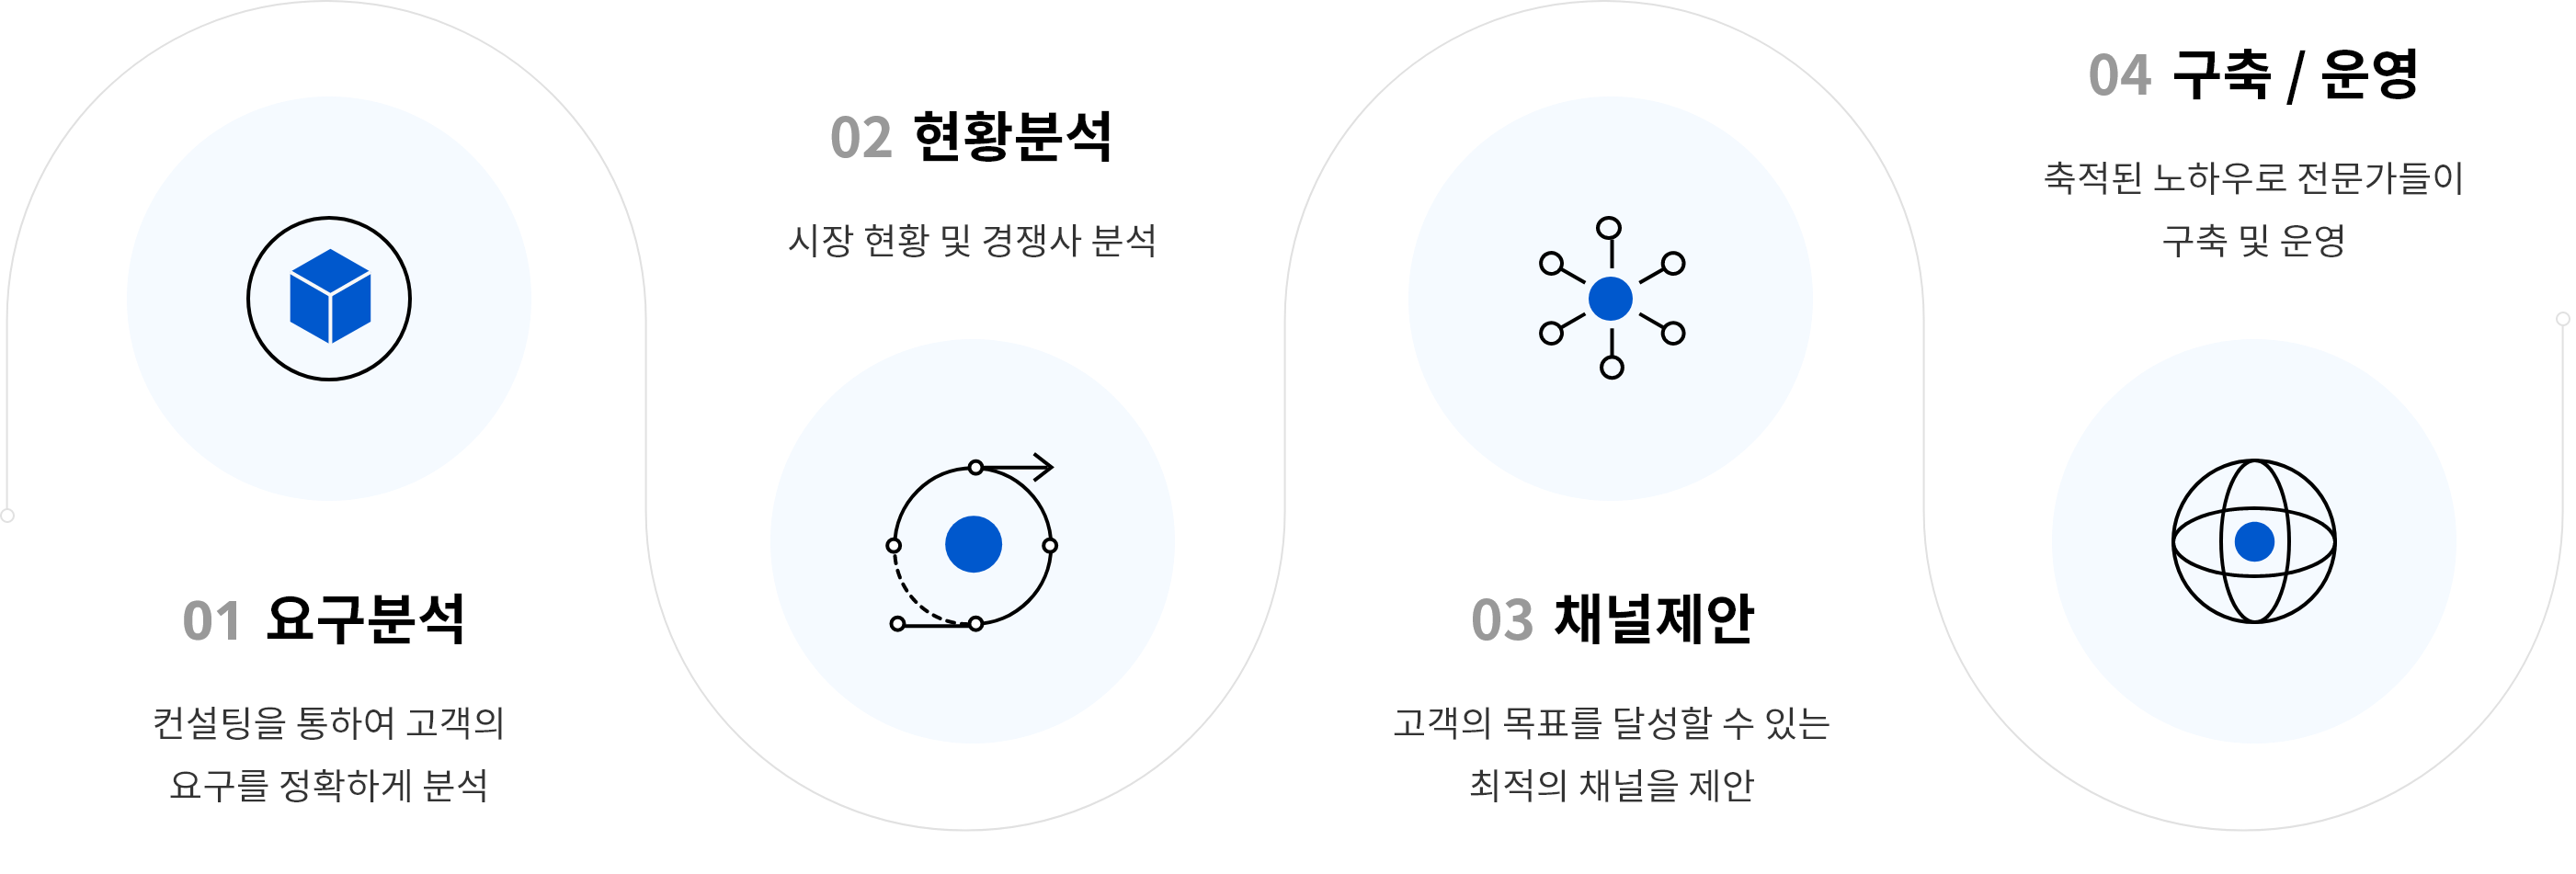 01 요구분석
컨설팅을 통하여 고객의
요구를 정확하게 분석
02 현황분석
시장 현황 및 경쟁사 분석
03 채널제안
고객의 목표를 달성할 수 있는
최적의 채널을 제안
04 구축 / 운영
축적된 노하우로 전문가들이
구축 및 운영